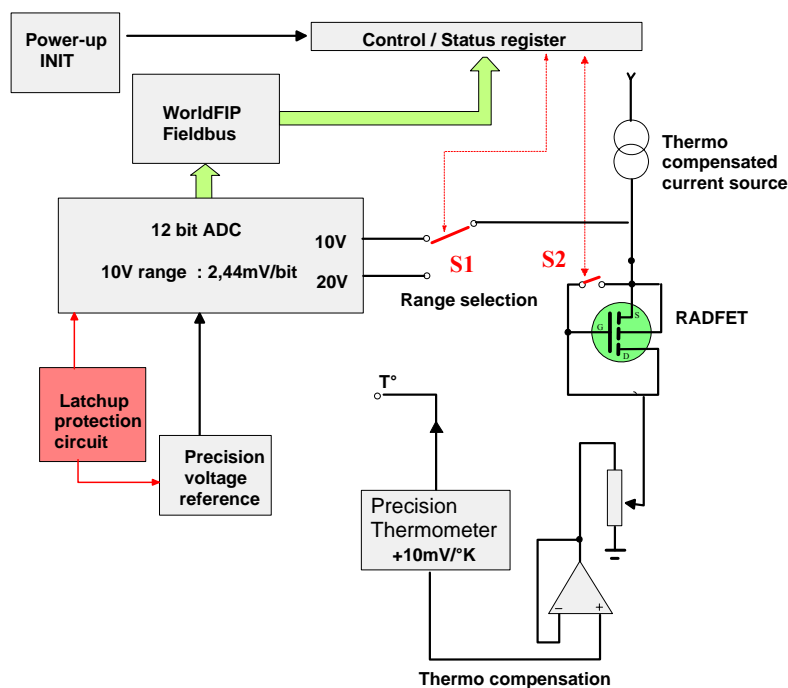 Power-up
INIT
Control / Status register
WorldFIP
Fieldbus
Thermo
compensated
current source
12 bit ADC
10V
10V range : 2,44mV/bit
20V
S1
S2
Range selection
RADFET
G
S
D
T°
Latchup
protection
circuit
Precision
voltage
reference
Precision
Thermometer
+10mV/°K
–
+
Thermo compensation